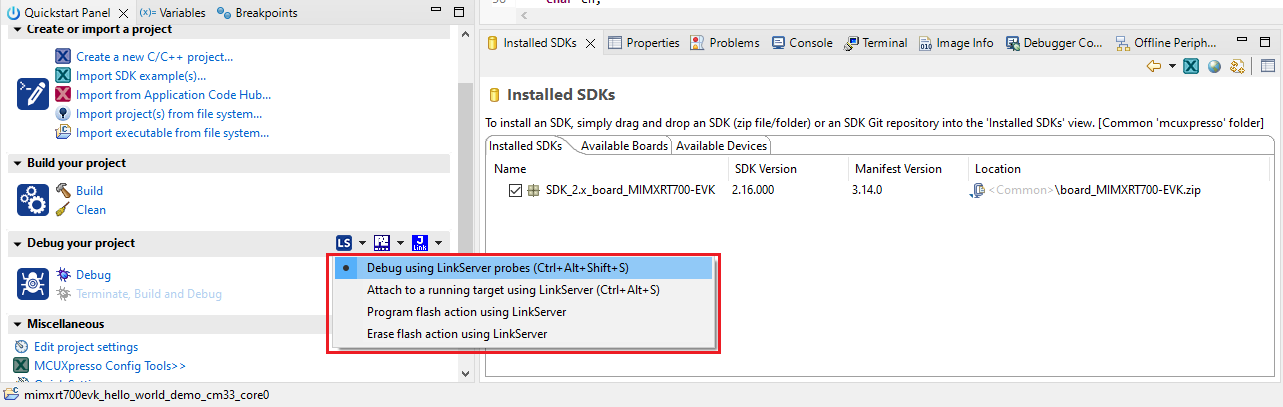 Quickstart Panel
(x)= Variables
Breakpoints
Create or import a project
Create a new C/C++ project...
Import SDK example(s)...
Import from Application Code Hub...
Import project(s) from file system...
Import executable from file system...
Build your project
Build
Clean
Debug your project
LS
Link
Debug
Terminate, Build and Debug
Debug using LinkServer probes (Ctrl+Alt+Shift+S)
Attach to a running target using LinkServer (Ctrl+Alt+S)
Program flash action using LinkServer
Erase flash action using LinkServer
Miscellaneous
Edit project settings
MCUXpresso Config Tools>>
mimxrt700evk_hello_world_demo_cm33_core0
Installed SDKs
Properties
Problems
Console
Terminal
010
Image Info
Debugger Co...
Offline Periph...
Installed SDKs
To install an SDK, simply drag and drop an SDK (zip file/folder) or an SDK Git repository into the 'Installed SDKs' view. [Common 'mcuxpresso' folder]
Installed SDKs Available Boards Available Devices
Name SDK Version Manifest Version Location
SDK_2.x_board_MIMXRT700-EVK 2.16.000 3.14.0 <Common>\board_MIMXRT700-EVK.zip